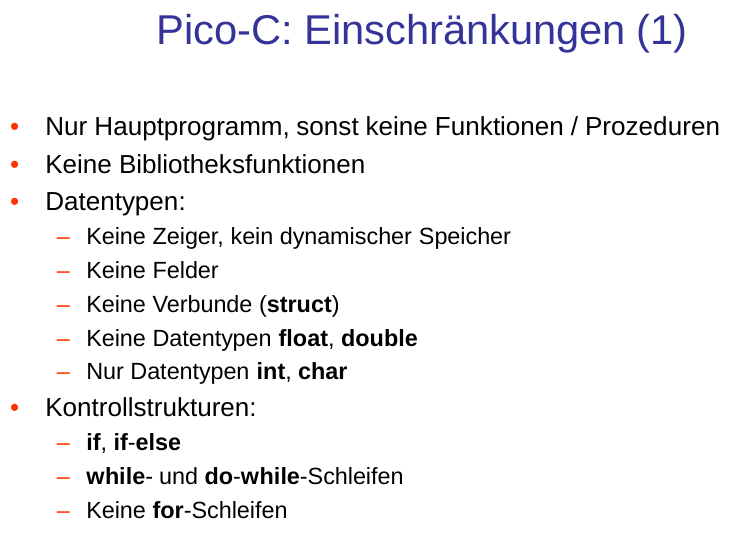 Pico-C: Einschränkungen (1)
• Nur Hauptprogramm, sonst keine Funktionen / Prozeduren
• Keine Bibliotheksfunktionen
• Datentypen:
– Keine Zeiger, kein dynamischer Speicher
– Keine Felder
– Keine Verbunde (struct)
– Keine Datentypen float, double
– Nur Datentypen int, char
• Kontrollstrukturen:
– if, if-else
– while- und do-while-Schleifen
– Keine for-Schleifen